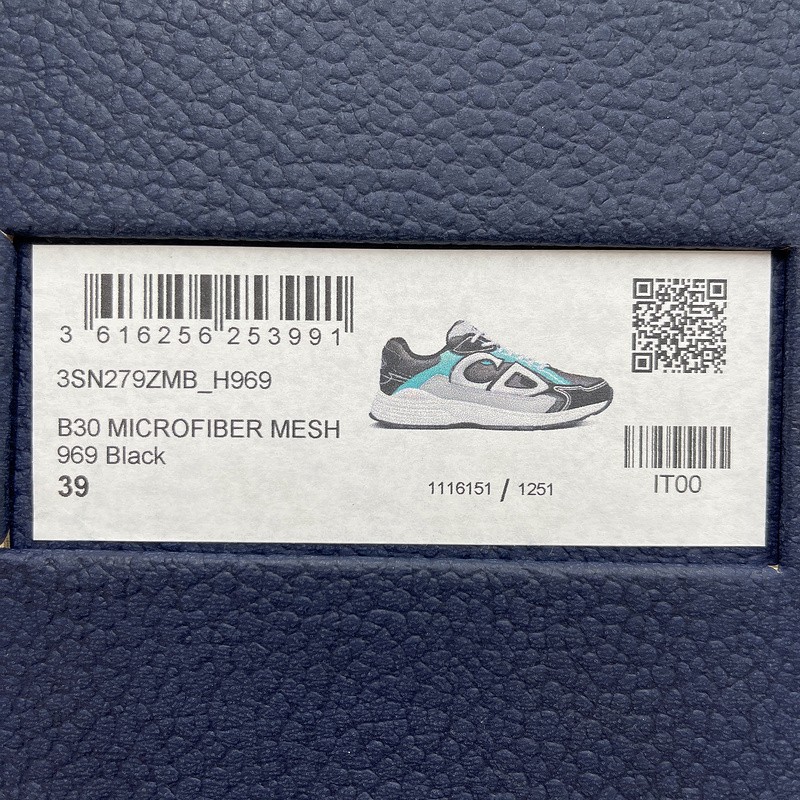 3 616256 253991
3SN279ZMB_H969
B30 MICROFIBER MESH
969 Black
39
1116151 / 1251
IT00